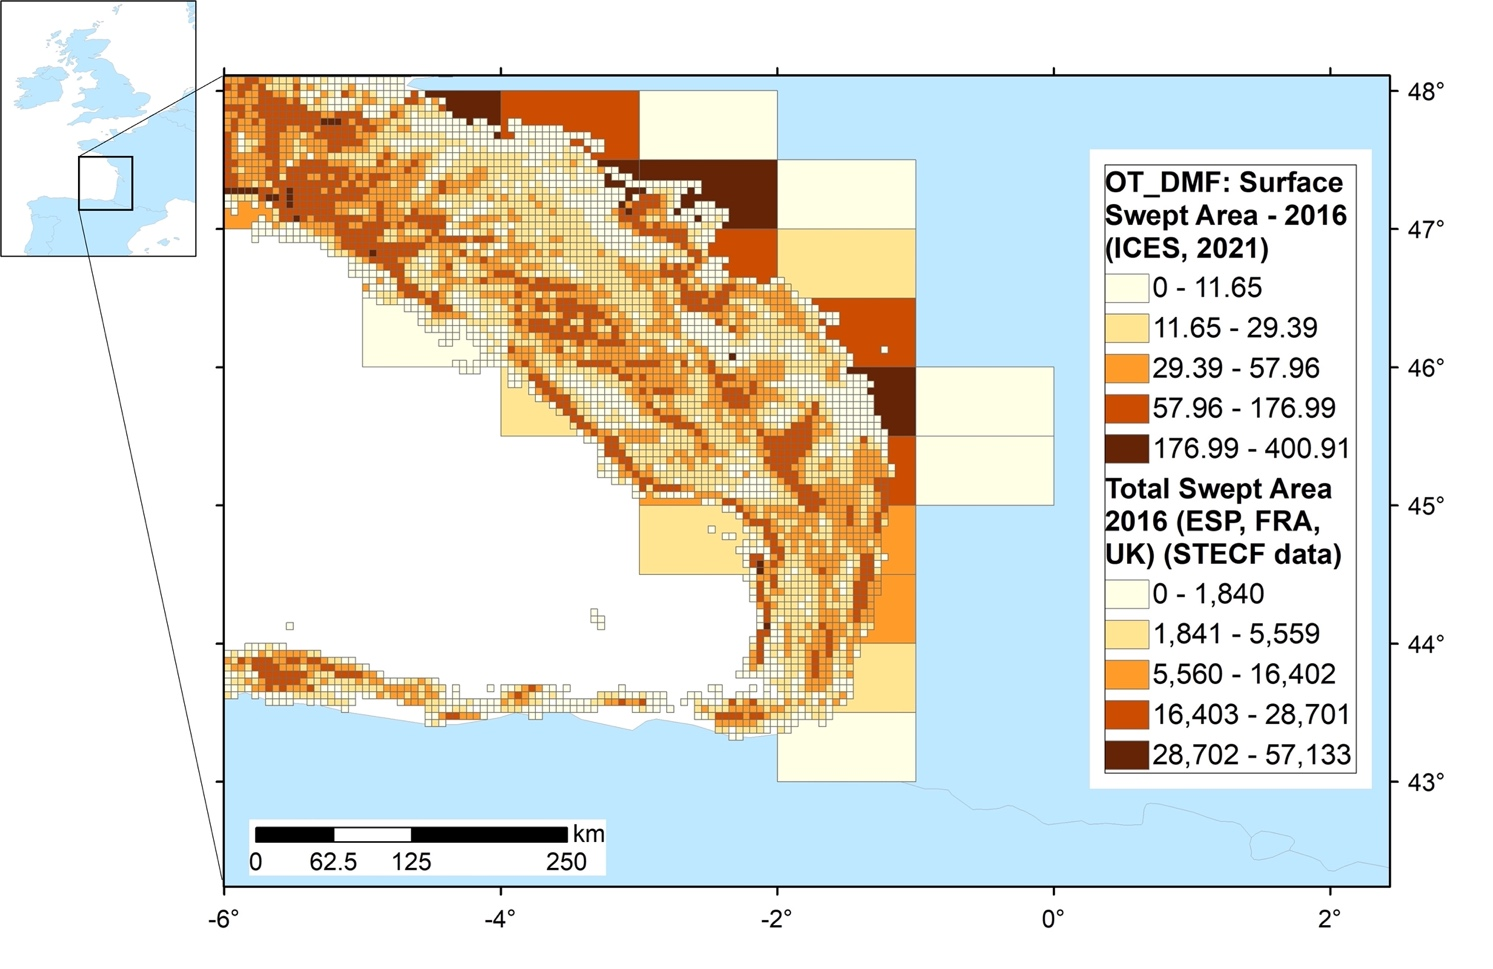 48°
OT_DMF: Surface
Swept Area - 2016
(ICES, 2021)
0 - 11.65
11.65 - 29.39
29.39 - 57.96
57.96 - 176.99
176.99 - 400.91
Total Swept Area
2016 (ESP, FRA,
UK) (STECF data)
0 - 1,840
1,841 - 5,559
5,560 - 16,402
16,403 - 28,701
28,702 - 57,133
47°
46°
45°
44°
43°
km
0 62.5 125 250
-6° -4° -2° 0° 2°